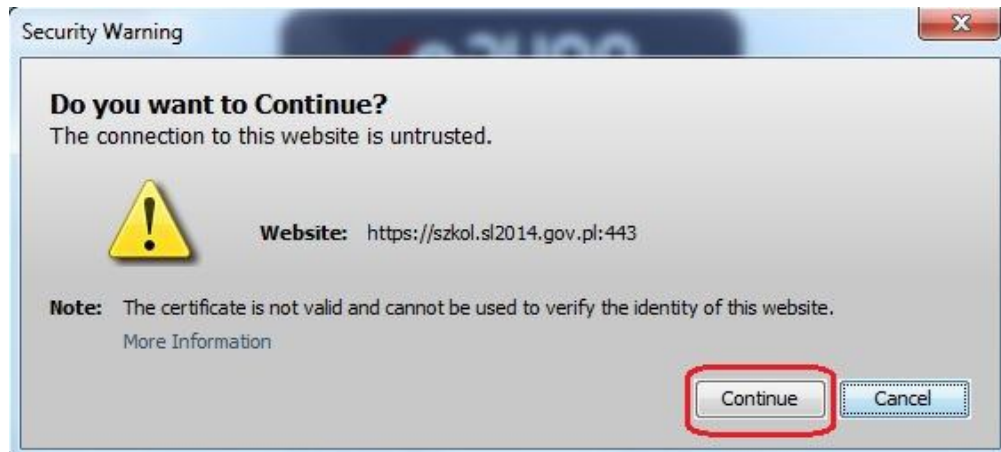 Security Warning
Do you want to Continue?
The connection to this website is untrusted.
Website: https://szkol.sl2014.gov.pl:443
Note: The certificate is not valid and cannot be used to verify the identity of this website.
More Information
Continue Cancel